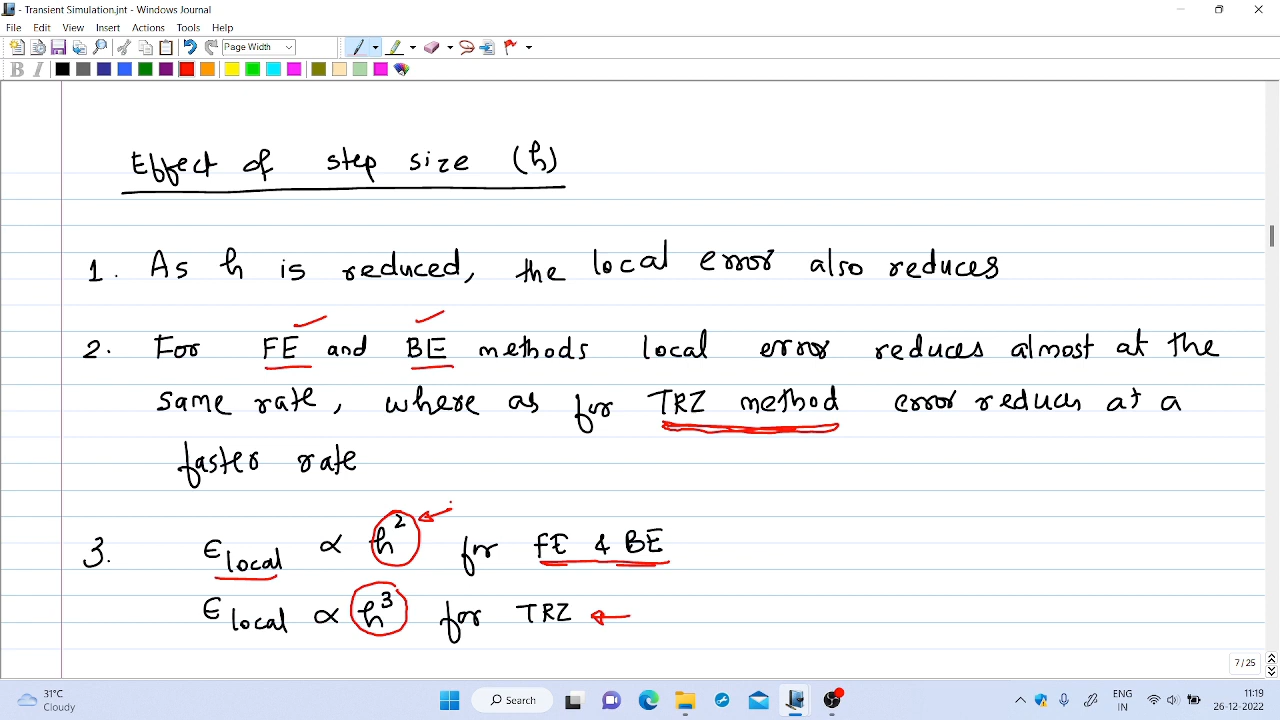 Transient Simulation.jnt - Windows Journal
File Edit View Insert Actions Tools Help
Page Width
B I
Effect of step size (h)
1. As h is reduced, the local error also reduces
2. For FE and BE methods local error reduces almost at the
same rate, where as for TRZ method error reduces at a
faster rate
3. ϵ local ∝ h² for FE & BE
ϵ local ∝ h³ for TRZ
7 / 25
31°C
Cloudy
Search
ENG
IN
11:19
26-12-2022